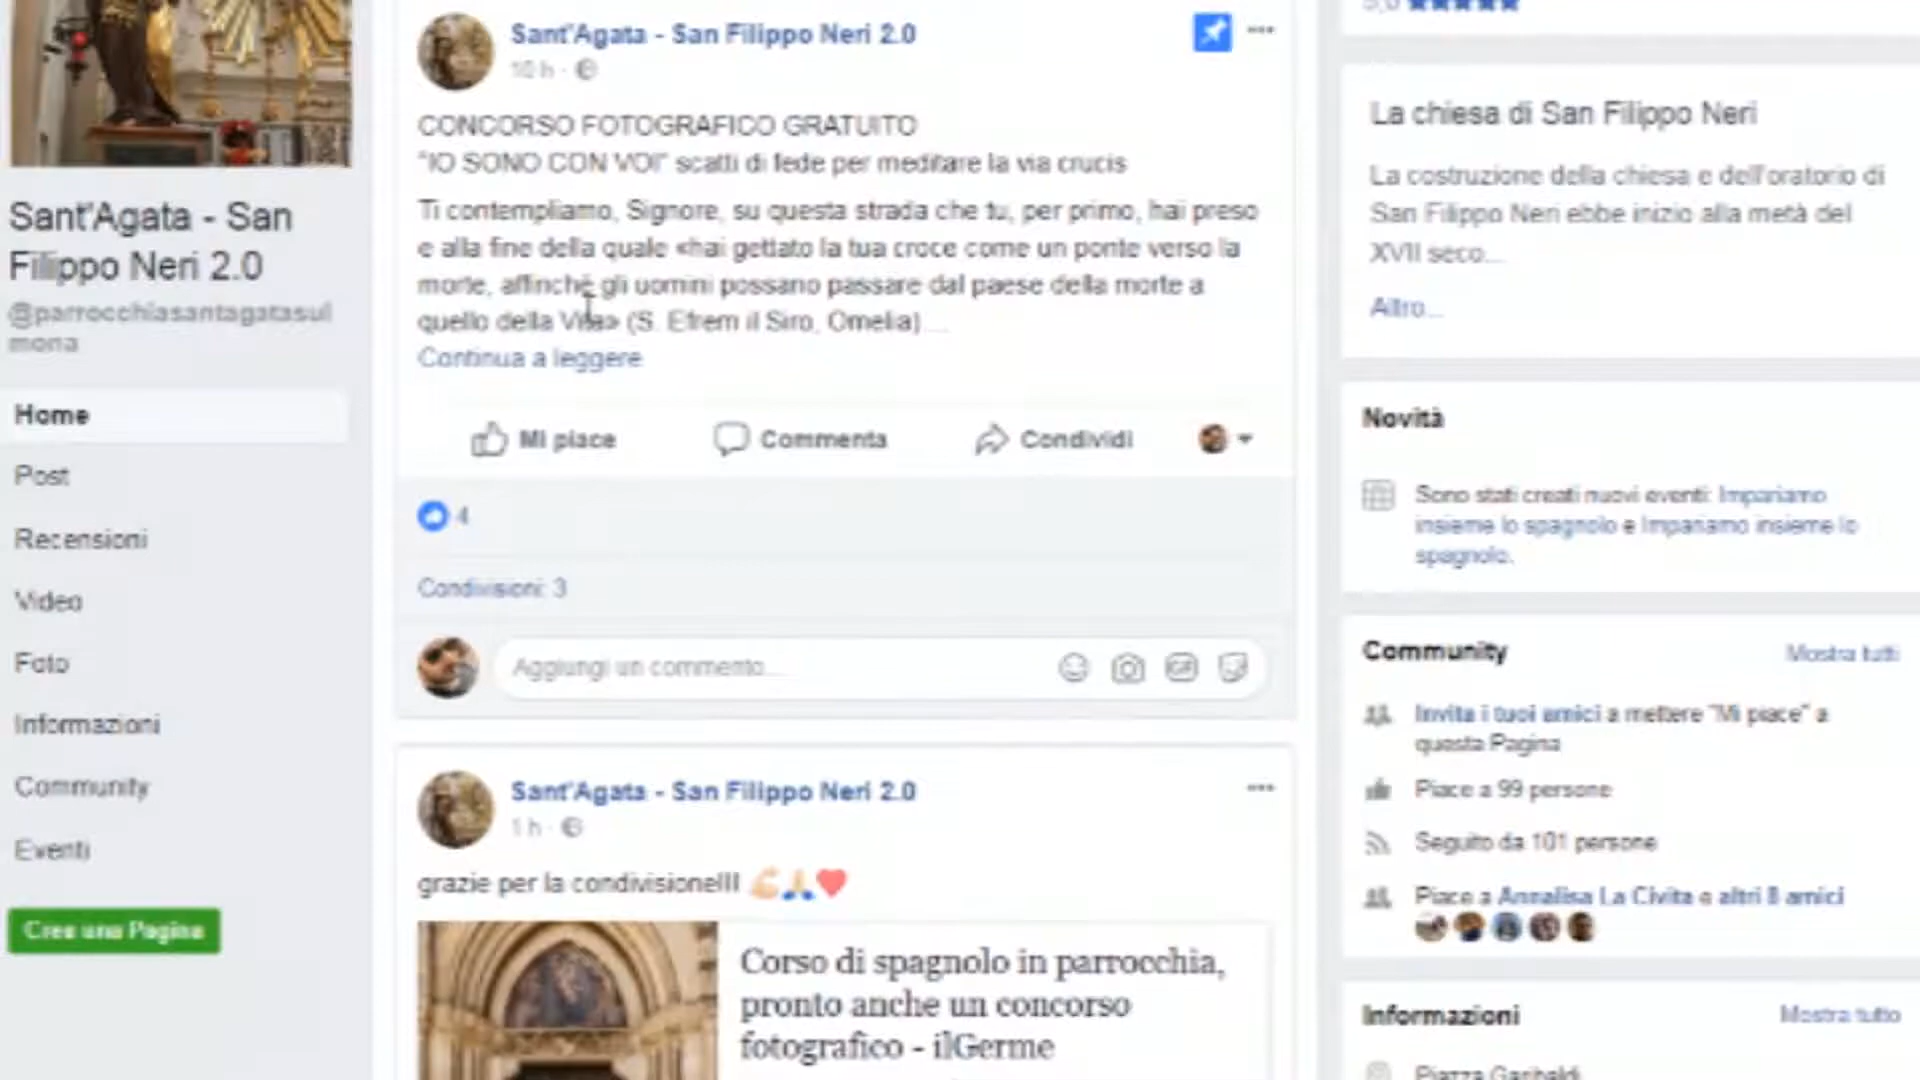 Sant'Agata - San
Filippo Neri 2.0
@parrocchiasantagatasul
mona
Home
Post
Recensioni
Video
Foto
Informazioni
Community
Eventi
Crea una Pagina
Sant'Agata - San Filippo Neri 2.0
10 h
CONCORSO FOTOGRAFICO GRATUITO
"IO SONO CON VOI" scatti di fede per meditare la via crucis
Ti contempliamo, Signore, su questa strada che tu, per primo, hai preso
e alla fine della quale «hai gettato la tua croce come un ponte verso la
morte, affinché gli uomini possano passare dal paese della morte a
quello della Vita» (S. Efrem il Siro, Omelia)...
Continua a leggere
Mi piace
Commenta
Condividi
4
Condivisioni: 3
Aggiungi un commento...
GIF
Sant'Agata - San Filippo Neri 2.0
1 h
grazie per la condivisione!!! 💪🏻🙏🏻❤️
Corso di spagnolo in parrocchia,
pronto anche un concorso
fotografico - ilGerme
5,0 ★★★★★
La chiesa di San Filippo Neri
La costruzione della chiesa e dell'oratorio di
San Filippo Neri ebbe inizio alla metà del
XVII seco...
Altro...
Novità
Sono stati creati nuovi eventi: Impariamo
insieme lo spagnolo e Impariamo insieme lo
spagnolo.
Community
Mostra tutti
Invita i tuoi amici a mettere "Mi piace" a
questa Pagina
Piace a 99 persone
Seguito da 101 persone
Piace a Annalisa La Civita e altri 8 amici
Informazioni
Mostra tutto
Piazza Garibaldi